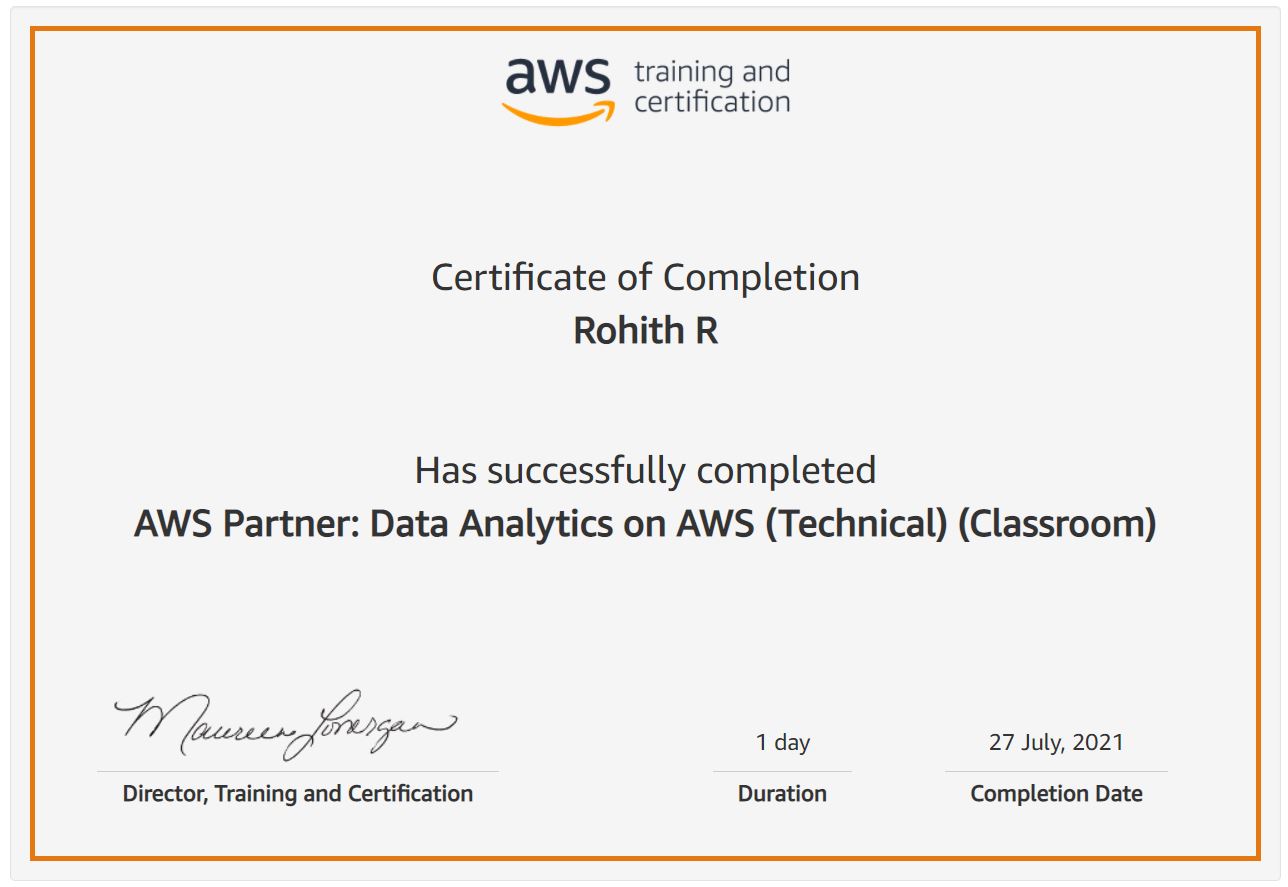 aws training and
certification
Certificate of Completion
Rohith R
Has successfully completed
AWS Partner: Data Analytics on AWS (Technical) (Classroom)
Maureen Lonergan
1 day
27 July, 2021
Director, Training and Certification
Duration
Completion Date